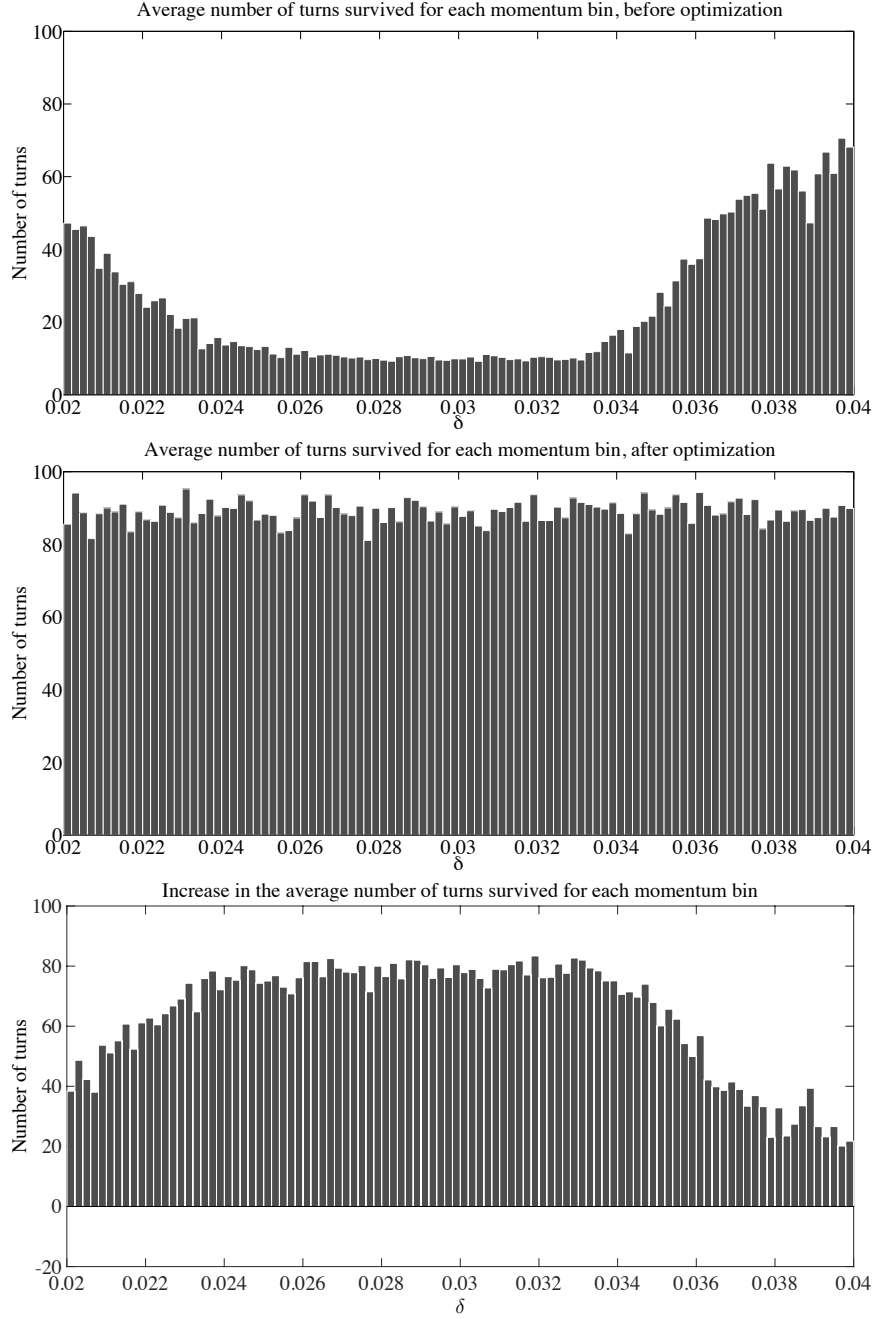 Average number of turns survived for each momentum bin, before optimization
100
80
60
40
20
0
Number of turns
0.02 0.022 0.024 0.026 0.028 0.03 0.032 0.034 0.036 0.038 0.04
δ
Average number of turns survived for each momentum bin, after optimization
100
80
60
40
20
0
Number of turns
0.02 0.022 0.024 0.026 0.028 0.03 0.032 0.034 0.036 0.038 0.04
δ
Increase in the average number of turns survived for each momentum bin
100
80
60
40
20
0
-20
Number of turns
0.02 0.022 0.024 0.026 0.028 0.03 0.032 0.034 0.036 0.038 0.04
δ